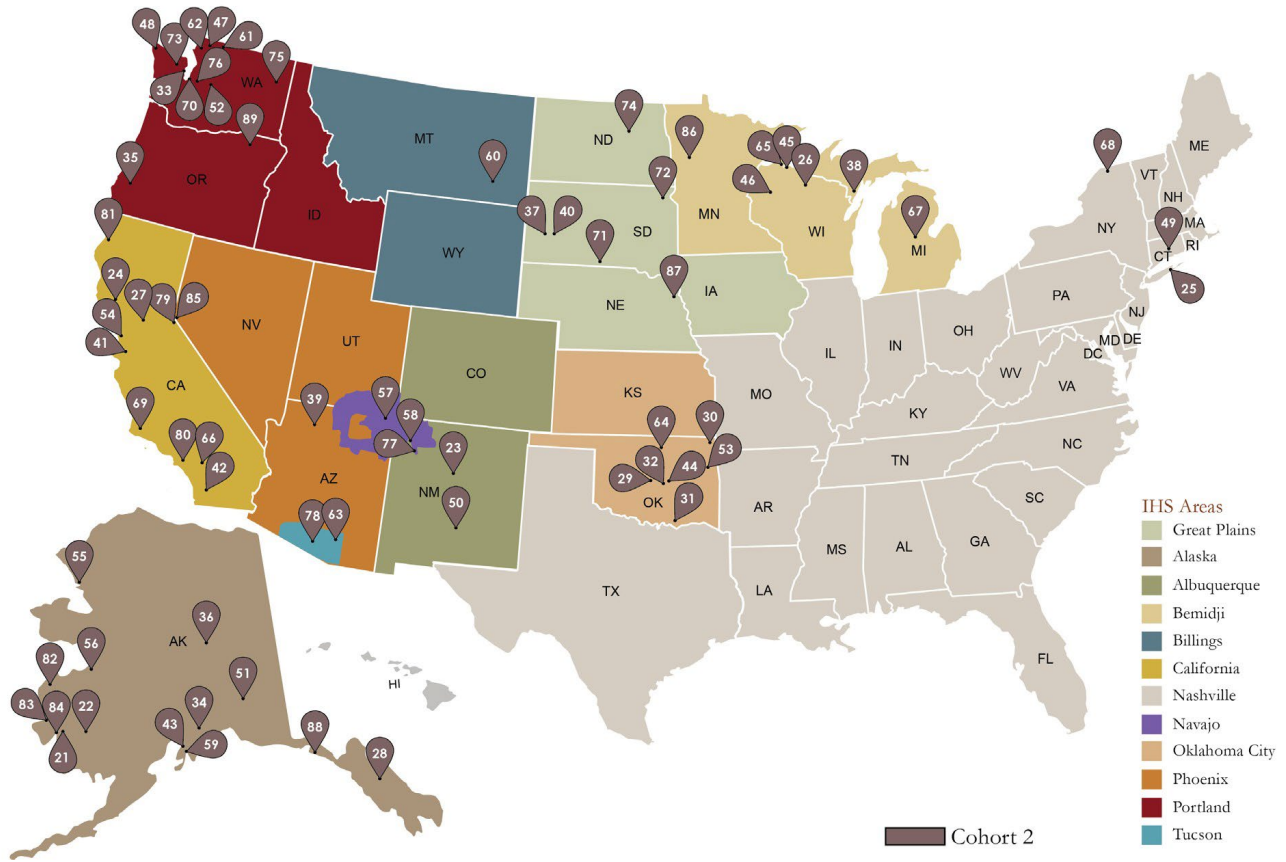 48
73
62
47
61
76
75
WA
33
70
52
89
35
OR
ID
MT
60
WY
74
ND
72
37
40
71
SD
NE
87
IA
86
65
45
26
46
38
MN
WI
67
MI
68
ME
VT
NH
NY
49
MA
RI
CT
25
PA
NJ
MD
DE
DC
81
24
27
79
85
54
41
CA
69
80
66
42
NV
UT
CO
39
57
58
77
23
AZ
NM
50
78
63
KS
64
30
53
32
29
44
OK
31
TX
MO
AR
LA
IL
IN
OH
WV
VA
KY
TN
NC
SC
MS
AL
GA
FL
55
36
AK
56
82
51
83
84
22
21
43
34
59
88
28
HI
IHS Areas
Great Plains
Alaska
Albuquerque
Bemidji
Billings
California
Nashville
Navajo
Oklahoma City
Phoenix
Portland
Tucson
Cohort 2